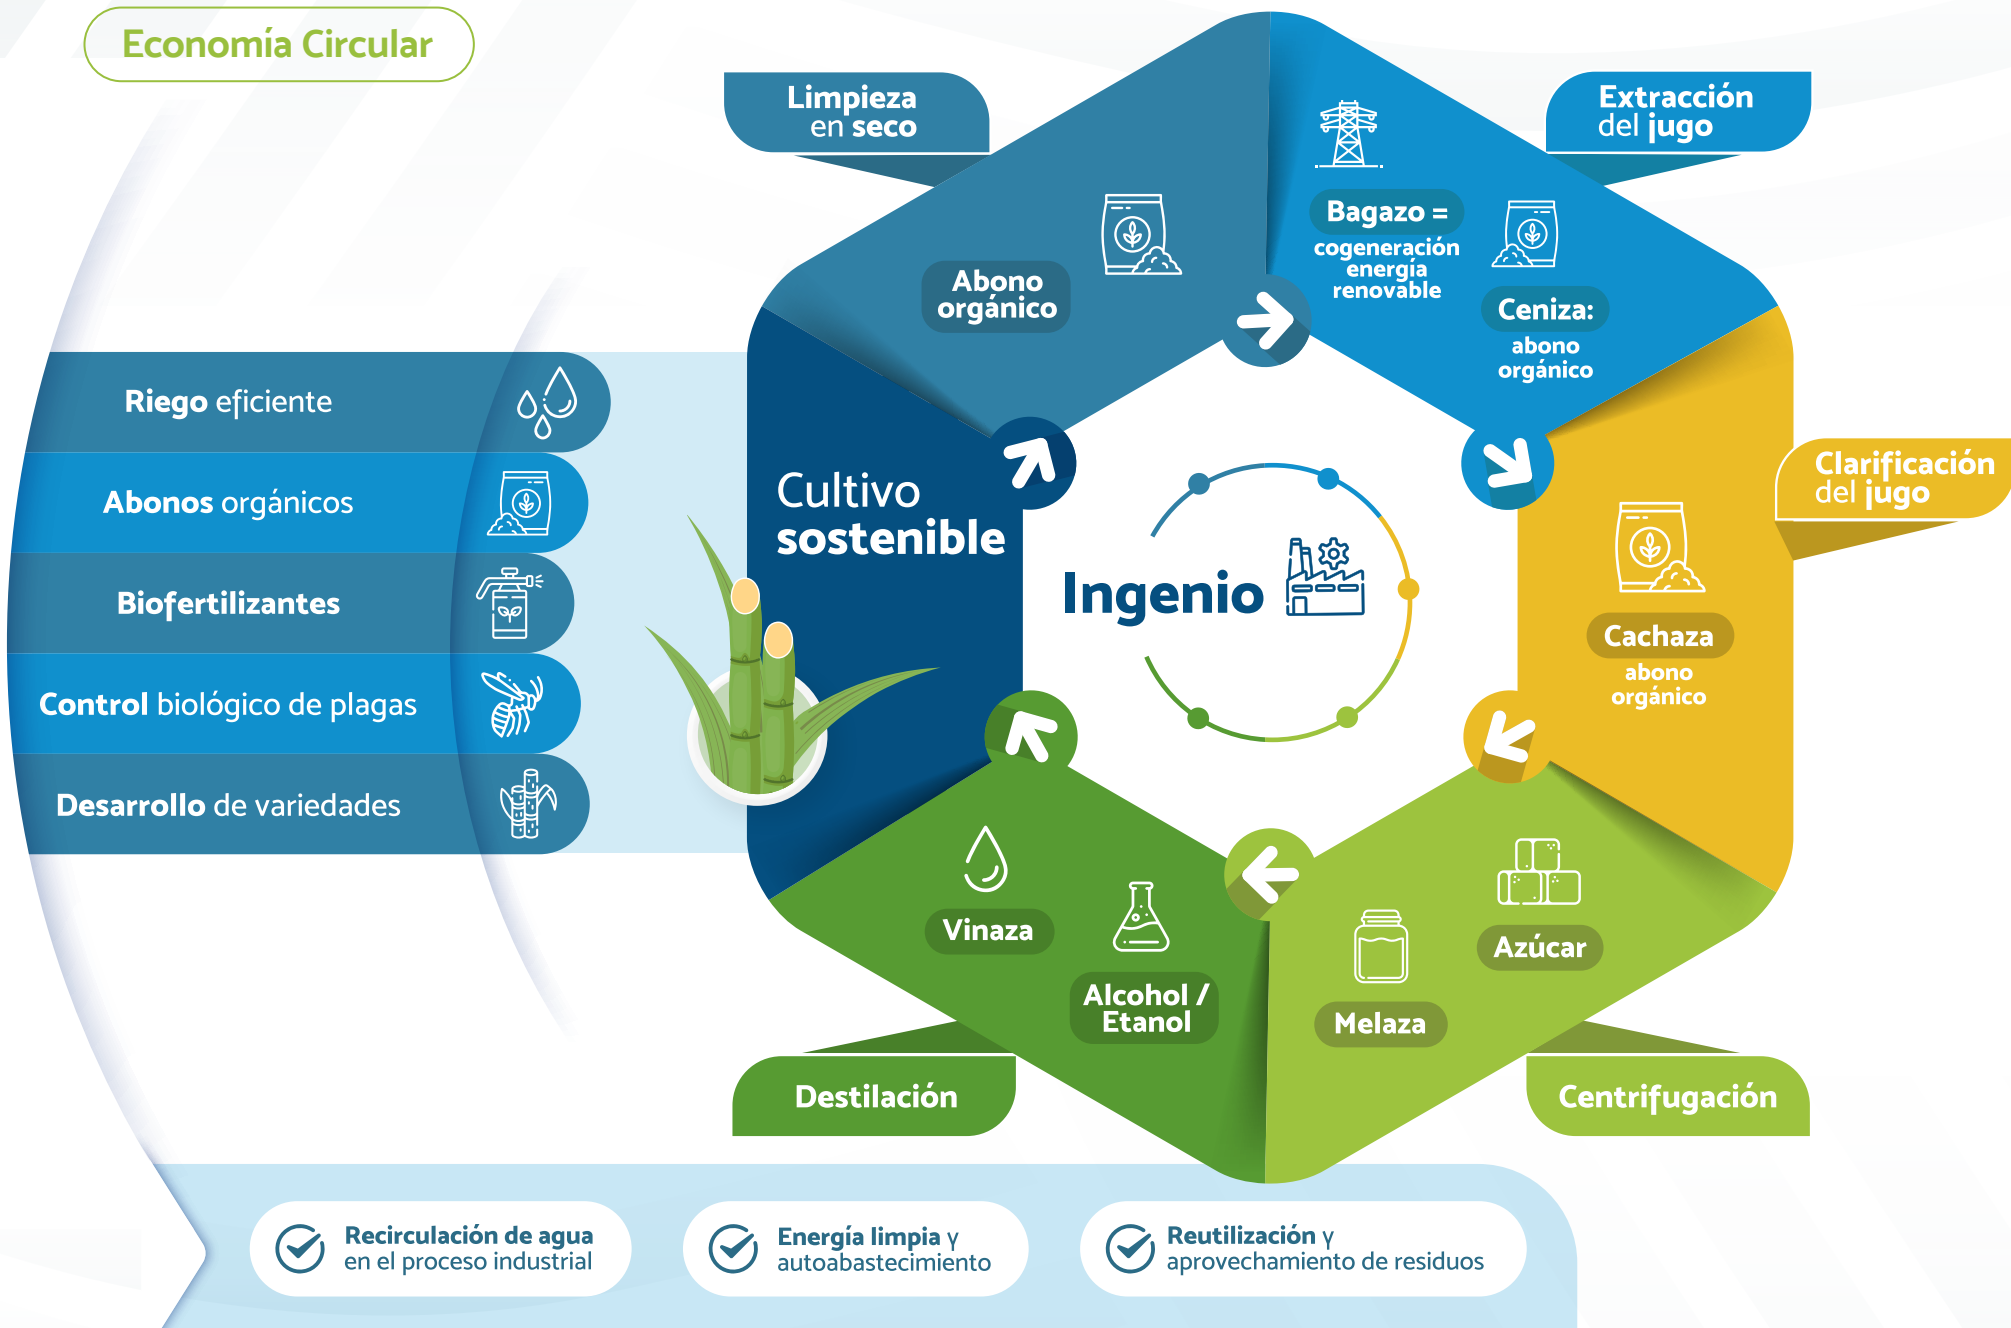 Economía Circular
Limpieza
en seco
Extracción
del jugo
Abono
orgánico
Bagazo =
cogeneración
energía
renovable
Ceniza:
abono
orgánico
Riego eficiente
Abonos orgánicos
Biofertilizantes
Control biológico de plagas
Desarrollo de variedades
Cultivo
sostenible
Ingenio
Clarificación
del jugo
Cachaza
abono
orgánico
Vinaza
Alcohol /
Etanol
Azúcar
Melaza
Destilación
Centrifugación
Recirculación de agua
en el proceso industrial
Energía limpia y
autoabastecimiento
Reutilización y
aprovechamiento de residuos